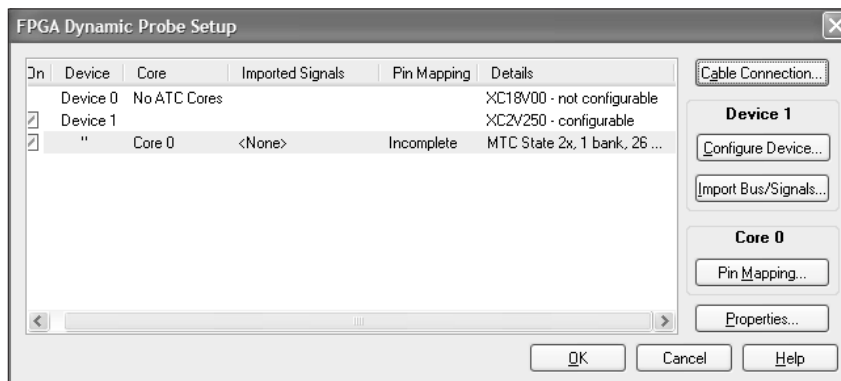 FPGA Dynamic Probe Setup
On Device Core Imported Signals Pin Mapping Details
Device 0 No ATC Cores XC18V00 - not configurable
Device 1 XC2V250 - configurable
" Core 0 <None> Incomplete MTC State 2x, 1 bank, 26 ...
Cable Connection...
Device 1
Configure Device...
Import Bus/Signals...
Core 0
Pin Mapping...
Properties...
OK Cancel Help